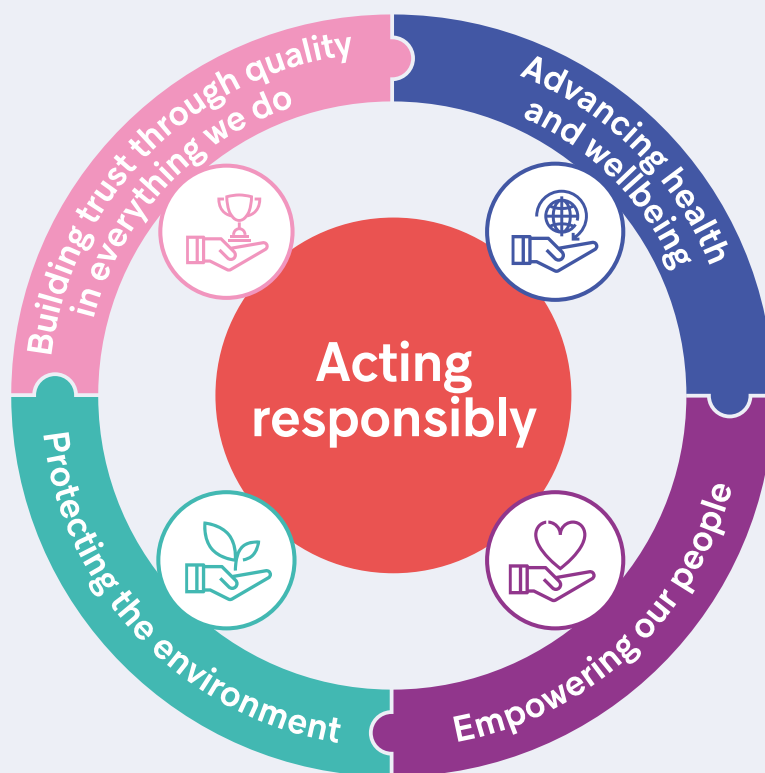 Building trust through quality
in everything we do
Advancing health
and wellbeing
Acting
responsibly
Protecting the environment
Empowering our people